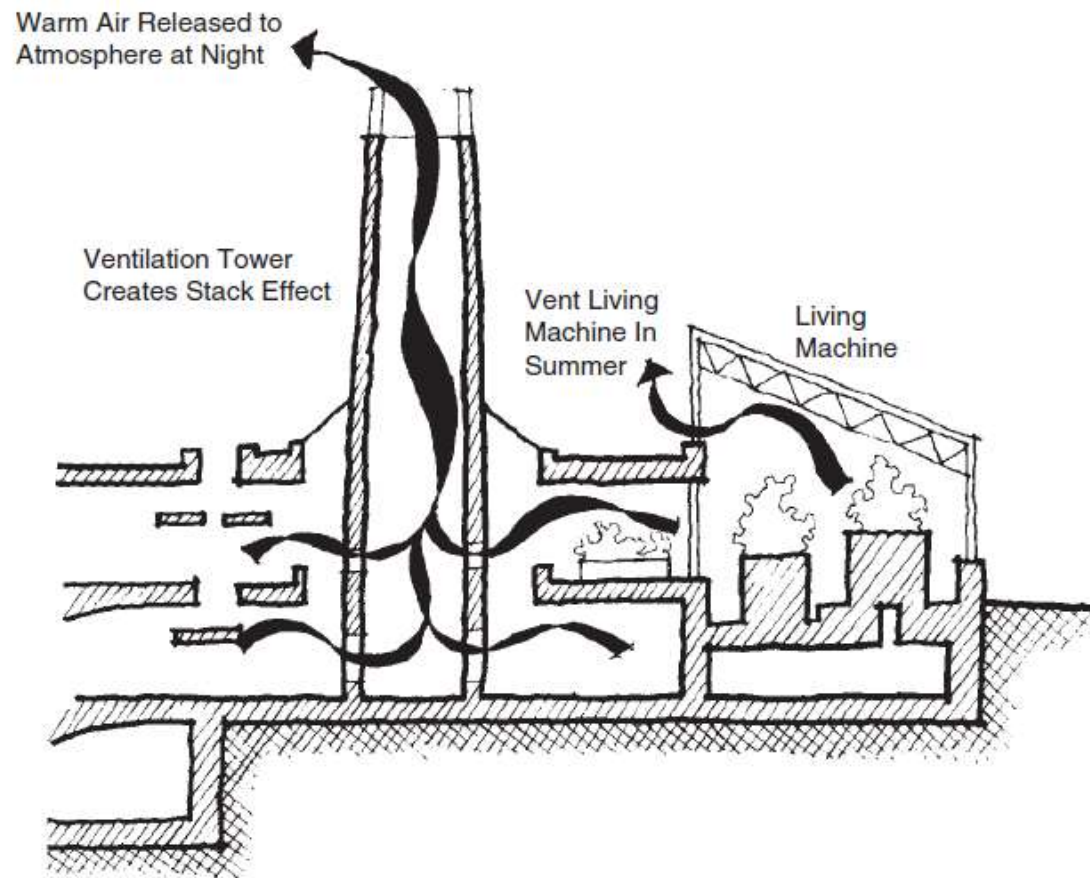 Warm Air Released to
Atmosphere at Night
Ventilation Tower
Creates Stack Effect
Vent Living
Machine In
Summer
Living
Machine